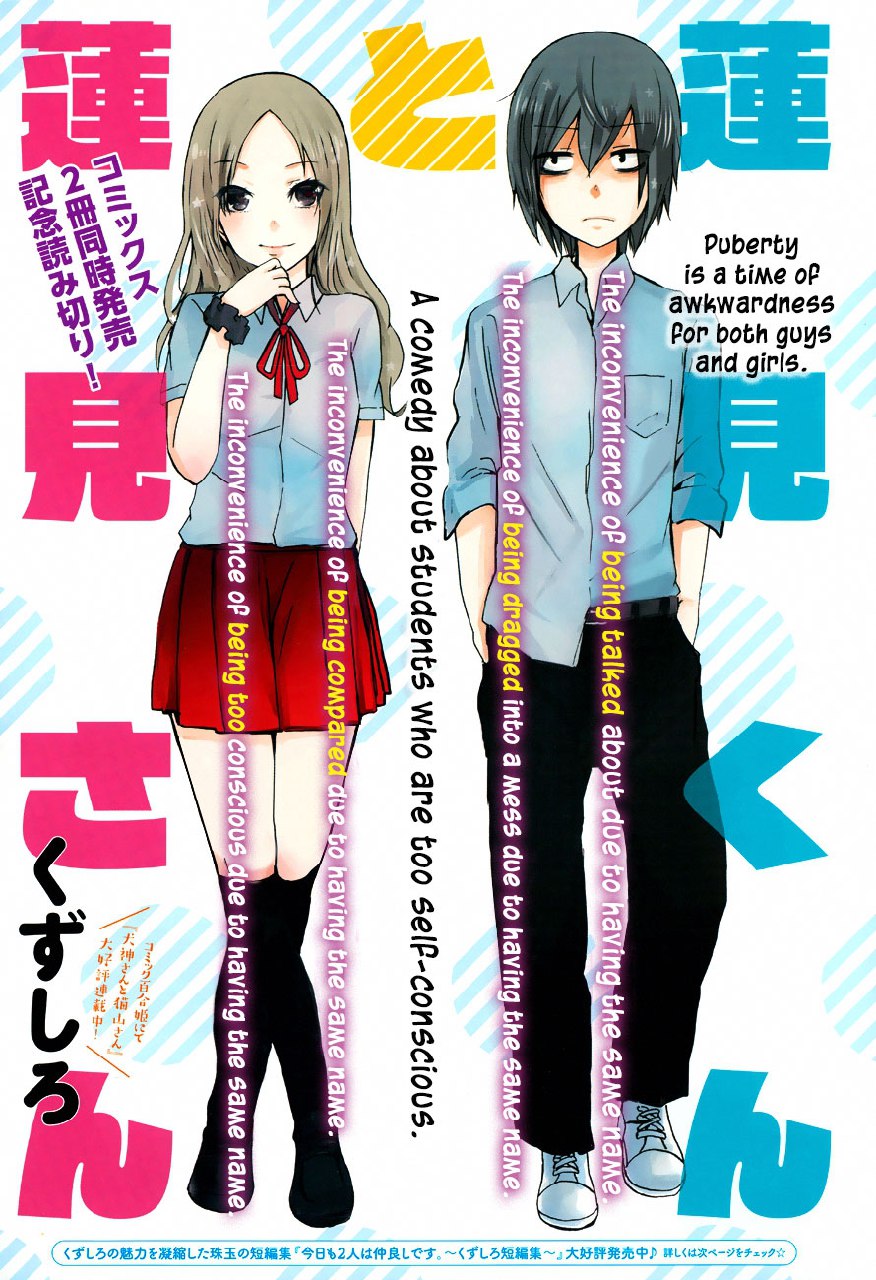 蓮見くん
と
蓮見さん
Puberty
is a time of
awkwardness
for both guys
and girls.
The inconvenience of being talked about due to having the same name.
The inconvenience of being dragged into a mess due to having the same name.
A comedy about students who are too self-conscious.
The inconvenience of being compared due to having the same name.
The inconvenience of being too conscious due to having the same name.
コミックス
2冊同時発売
記念読み切り!
くずしろ
コミック百合姫にて
『犬神さんと猫山さん』
大好評連載中!
くずしろの魅力を凝縮した珠玉の短編集『今日も2人は仲良しです。~くずしろ短編集~』大好評発売中♪ 詳しくは次ページをチェック☆